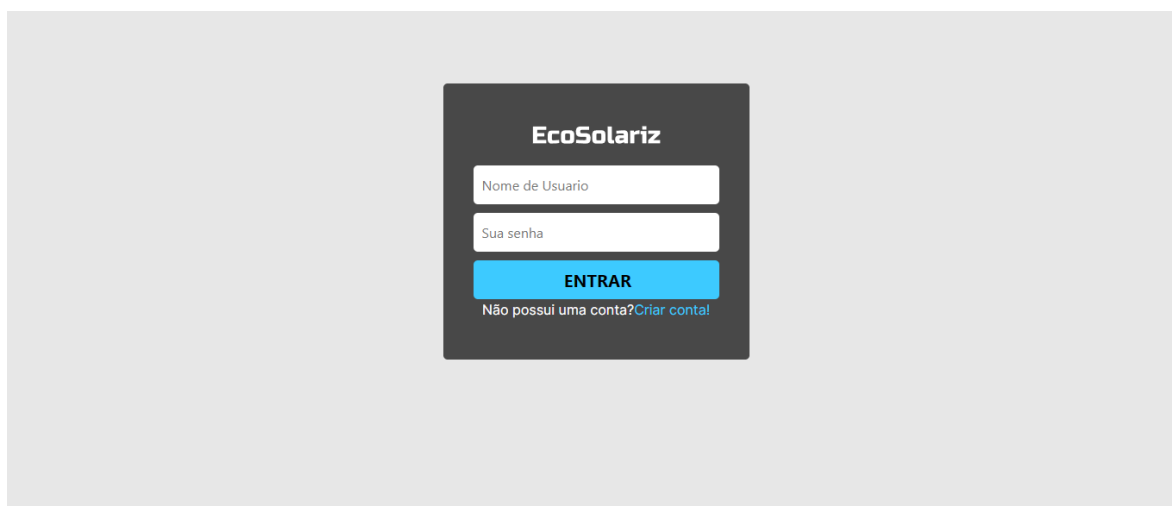 EcoSolariz
Nome de Usuario
Sua senha
ENTRAR
Não possui uma conta?Criar conta!